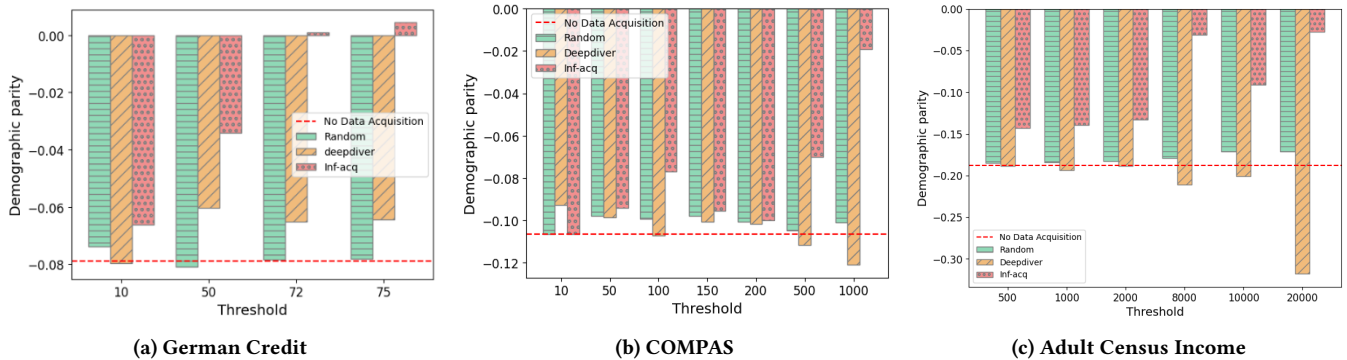 0.00
−0.02
−0.04
−0.06
−0.08
Demographic parity
No Data Acquisition
Random
deepdiver
Inf-acq
10
50
72
75
Threshold
(a) German Credit
0.00
−0.02
−0.04
−0.06
−0.08
−0.10
−0.12
Demographic parity
No Data Acquisition
Random
Deepdiver
Inf-acq
10
50
100
150
200
500
1000
Threshold
(b) COMPAS
0.00
−0.05
−0.10
−0.15
−0.20
−0.25
−0.30
Demographic parity
No Data Acquisition
Random
Deepdiver
Inf-acq
500
1000
2000
8000
10000
20000
Threshold
(c) Adult Census Income